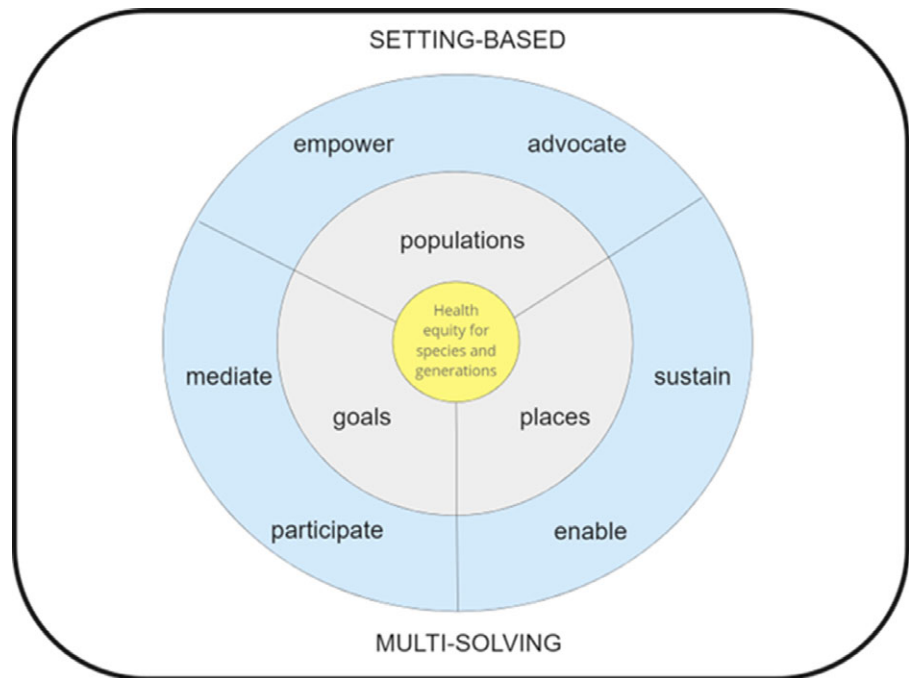 SETTING-BASED
empower
advocate
populations
Health
equity for
species and
generations
mediate
sustain
goals
places
participate
enable
MULTI-SOLVING